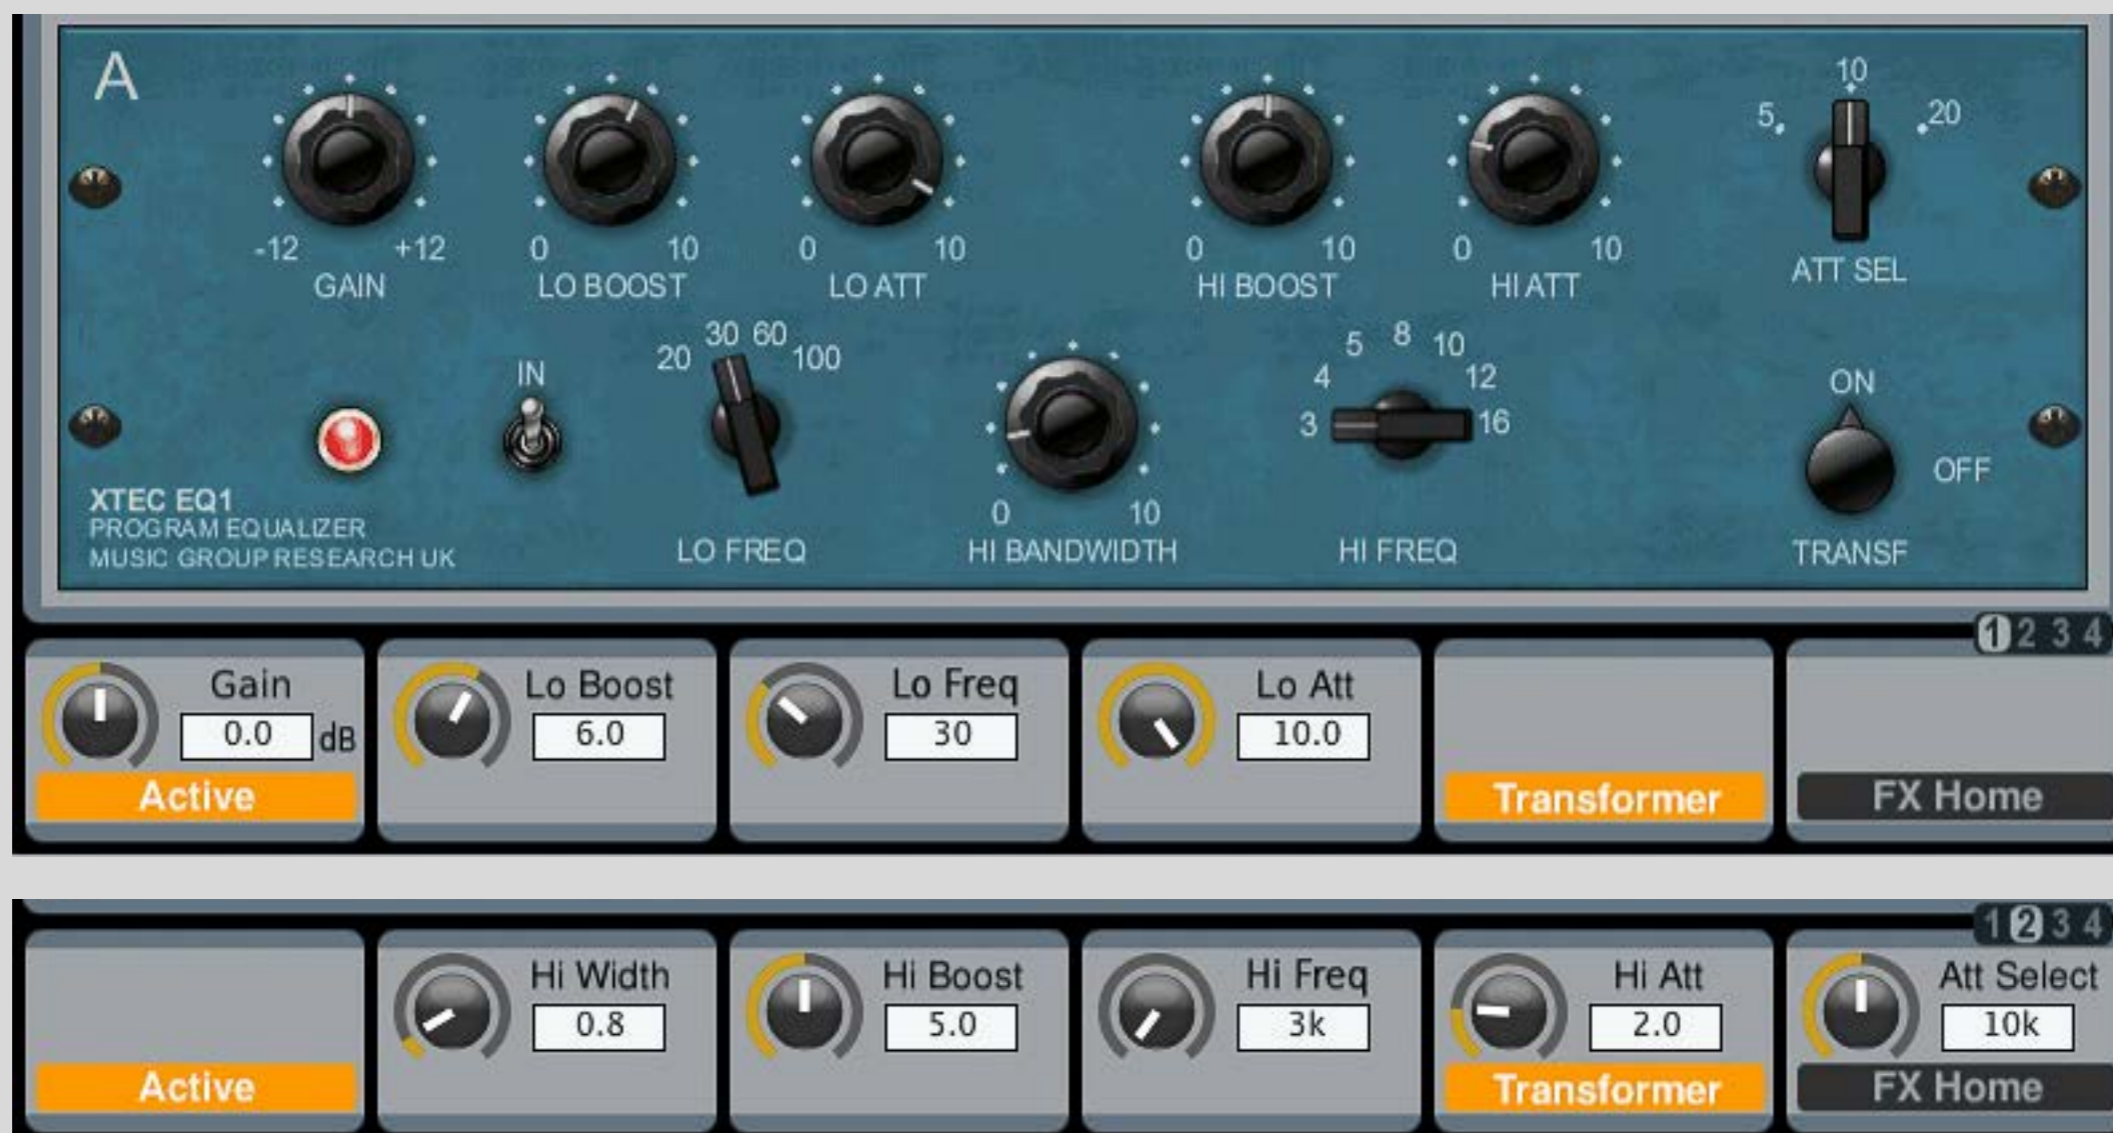 A
10
5
20
-12 +12 0 10 0 10 0 10 0 10
GAIN LO BOOST LO ATT HI BOOST HI ATT ATT SEL
30 60
20 100
IN
8
5 10
4 12
3 16
ON
OFF
XTEC EQ1
PROGRAM EQUALIZER
MUSIC GROUP RESEARCH UK
0 10
LO FREQ HI BANDWIDTH HI FREQ TRANSF
1 2 3 4
Gain Lo Boost Lo Freq Lo Att
0.0 dB 6.0 30 10.0
Active Transformer FX Home
1 2 3 4
Hi Width Hi Boost Hi Freq Hi Att Att Select
0.8 5.0 3k 2.0 10k
Active Transformer FX Home